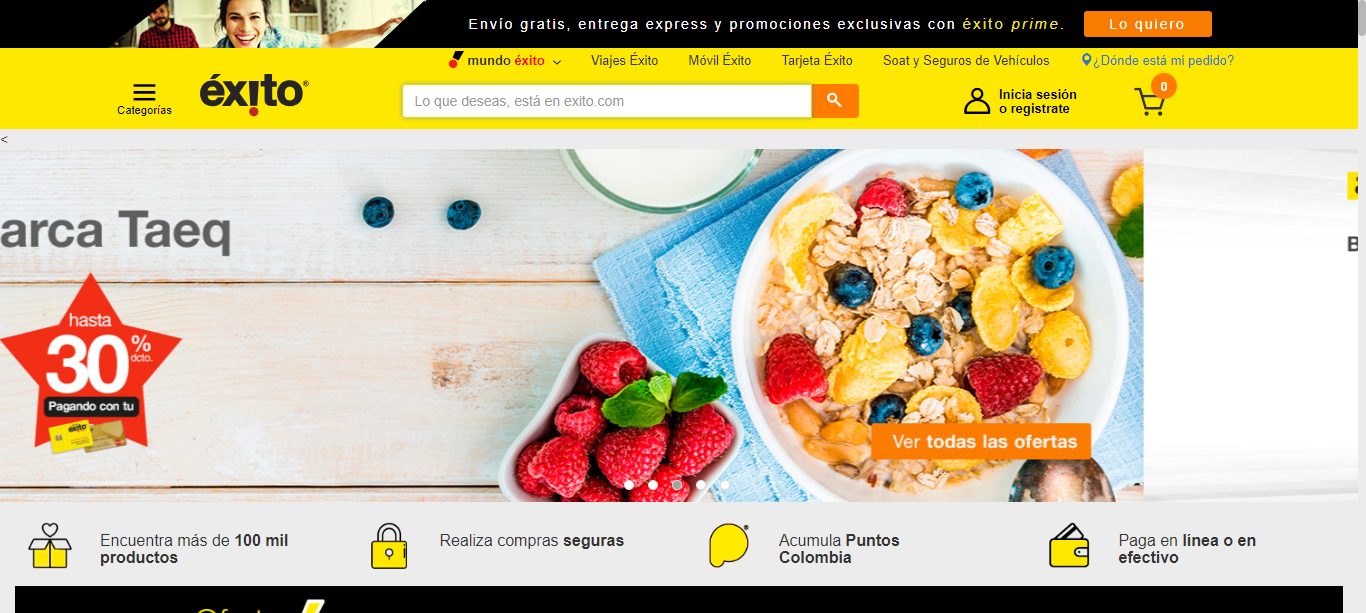 Envío gratis, entrega express y promociones exclusivas con éxito prime.
Lo quiero
mundo éxito
Viajes Éxito
Móvil Éxito
Tarjeta Éxito
Soat y Seguros de Vehículos
¿Dónde está mi pedido?
Categorías
éxito®
Lo que deseas, está en exito.com
Inicia sesión
o registrate
0
<
arca Taeq
hasta
30% dcto.
Pagando con tu
éxito
Ver todas las ofertas
B
Encuentra más de 100 mil
productos
Realiza compras seguras
Acumula Puntos
Colombia
Paga en línea o en
efectivo